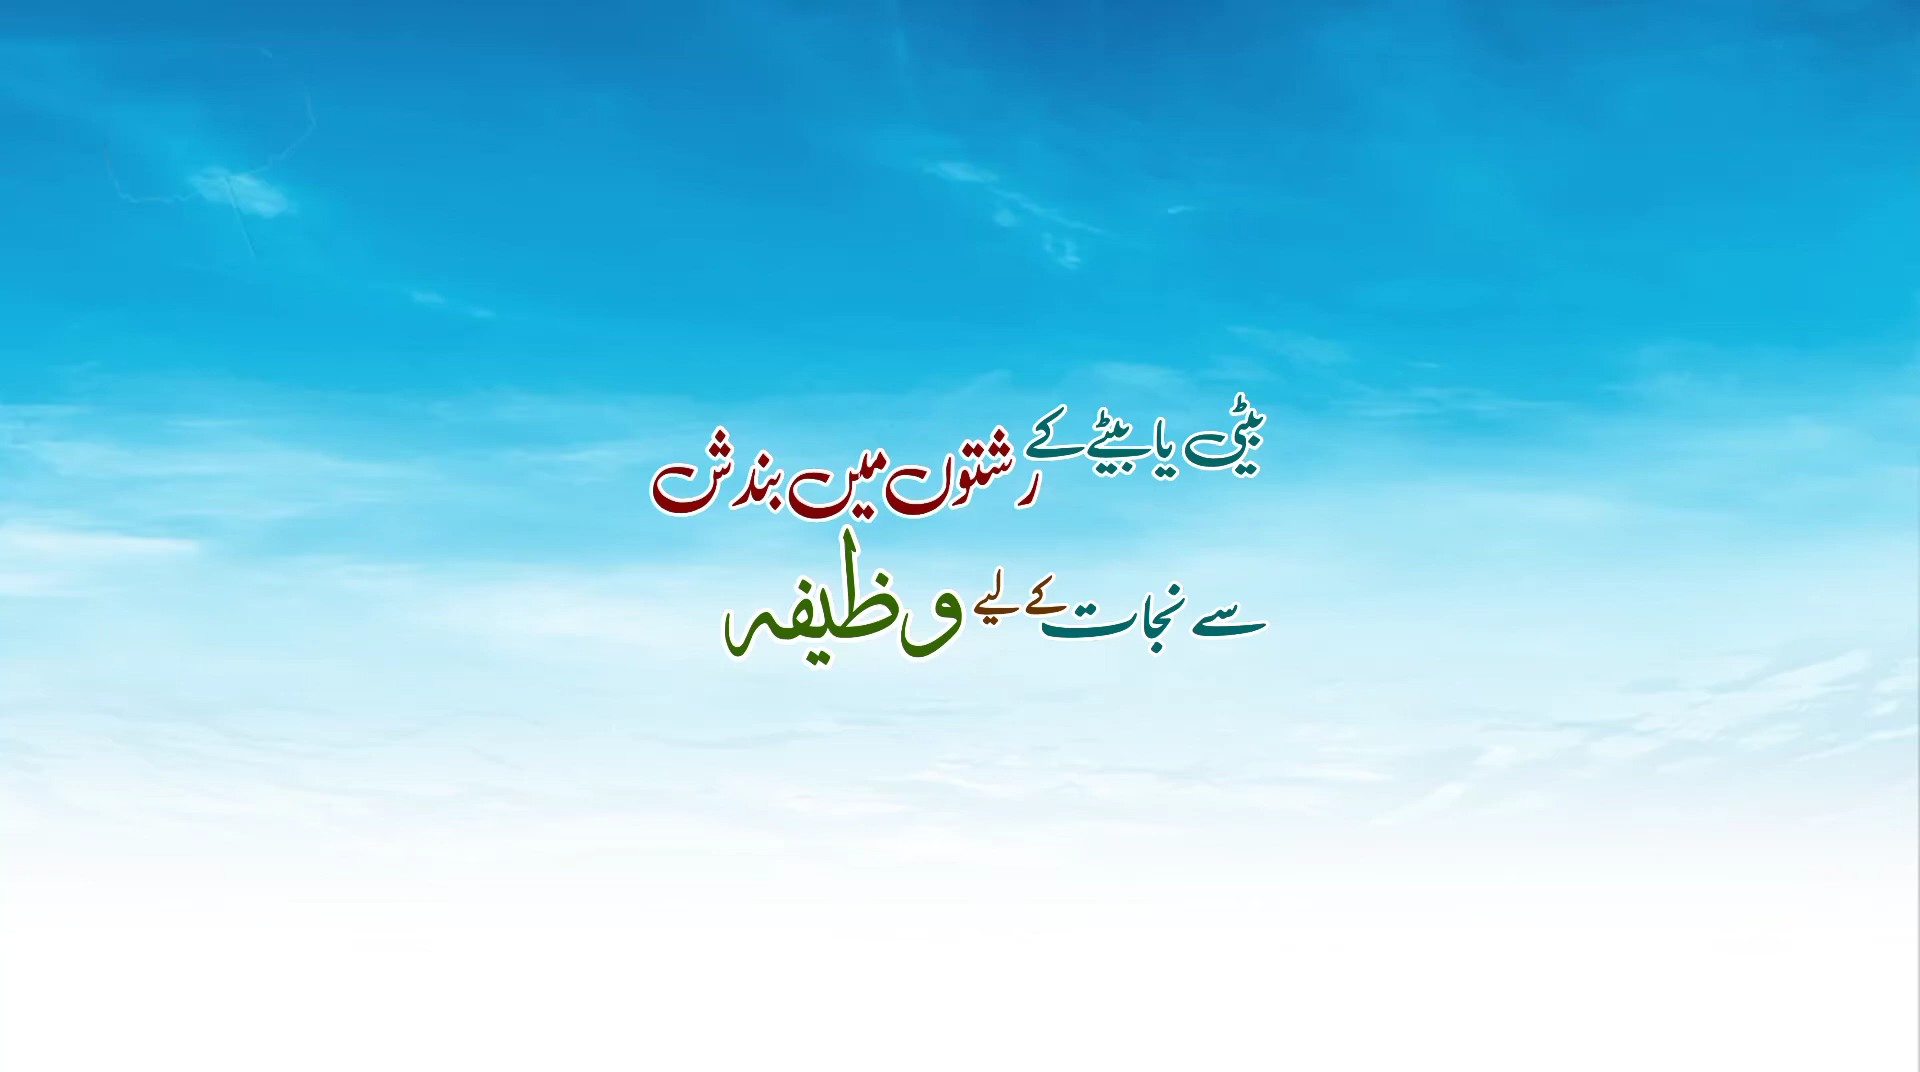 بیٹی یا بیٹے کے رشتوں میں بندش
سے نجات کے لیے وظیفہ